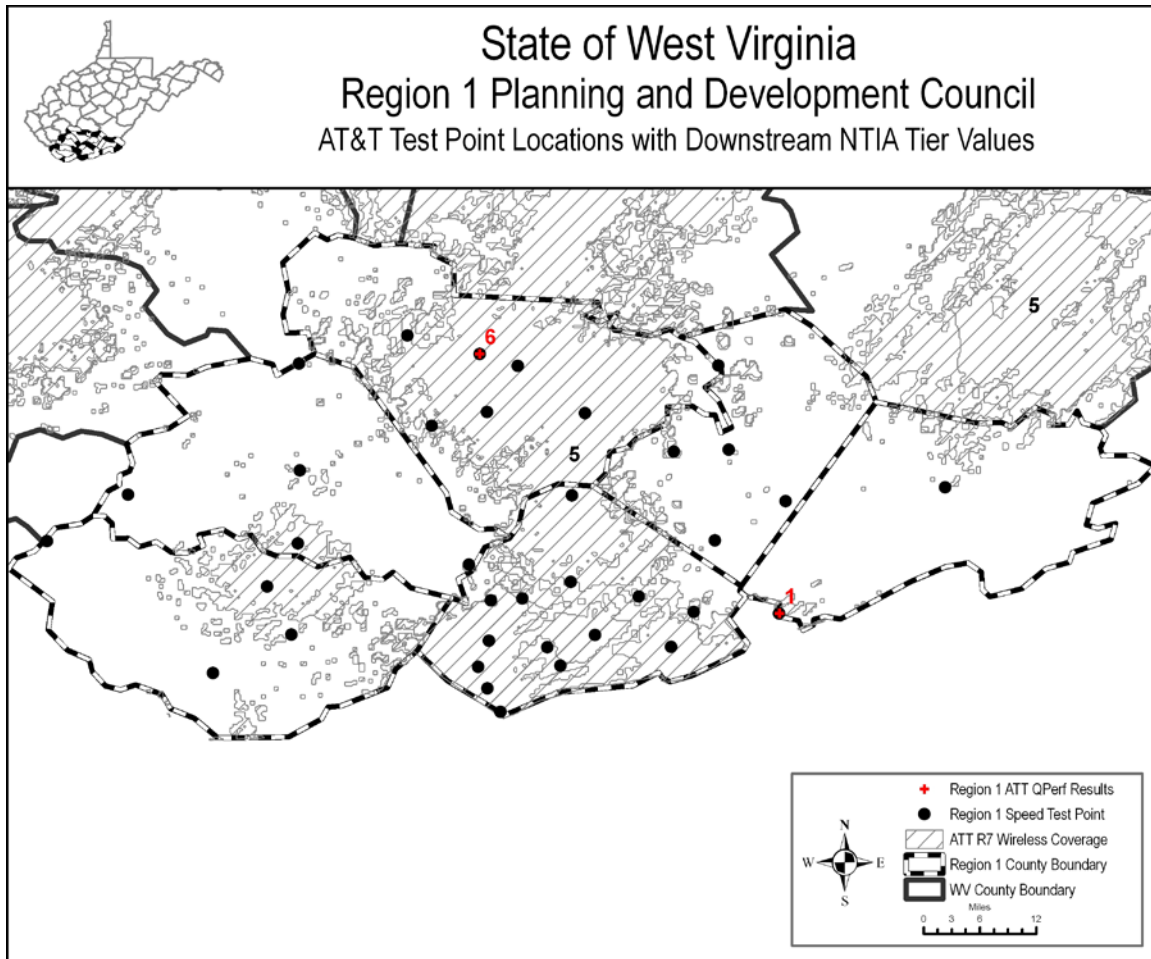 State of West Virginia
Region 1 Planning and Development Council
AT&T Test Point Locations with Downstream NTIA Tier Values
5
6
5
1
Region 1 ATT QPerf Results
Region 1 Speed Test Point
ATT R7 Wireless Coverage
Region 1 County Boundary
WV County Boundary
N
W E
S
Miles
0 3 6 12